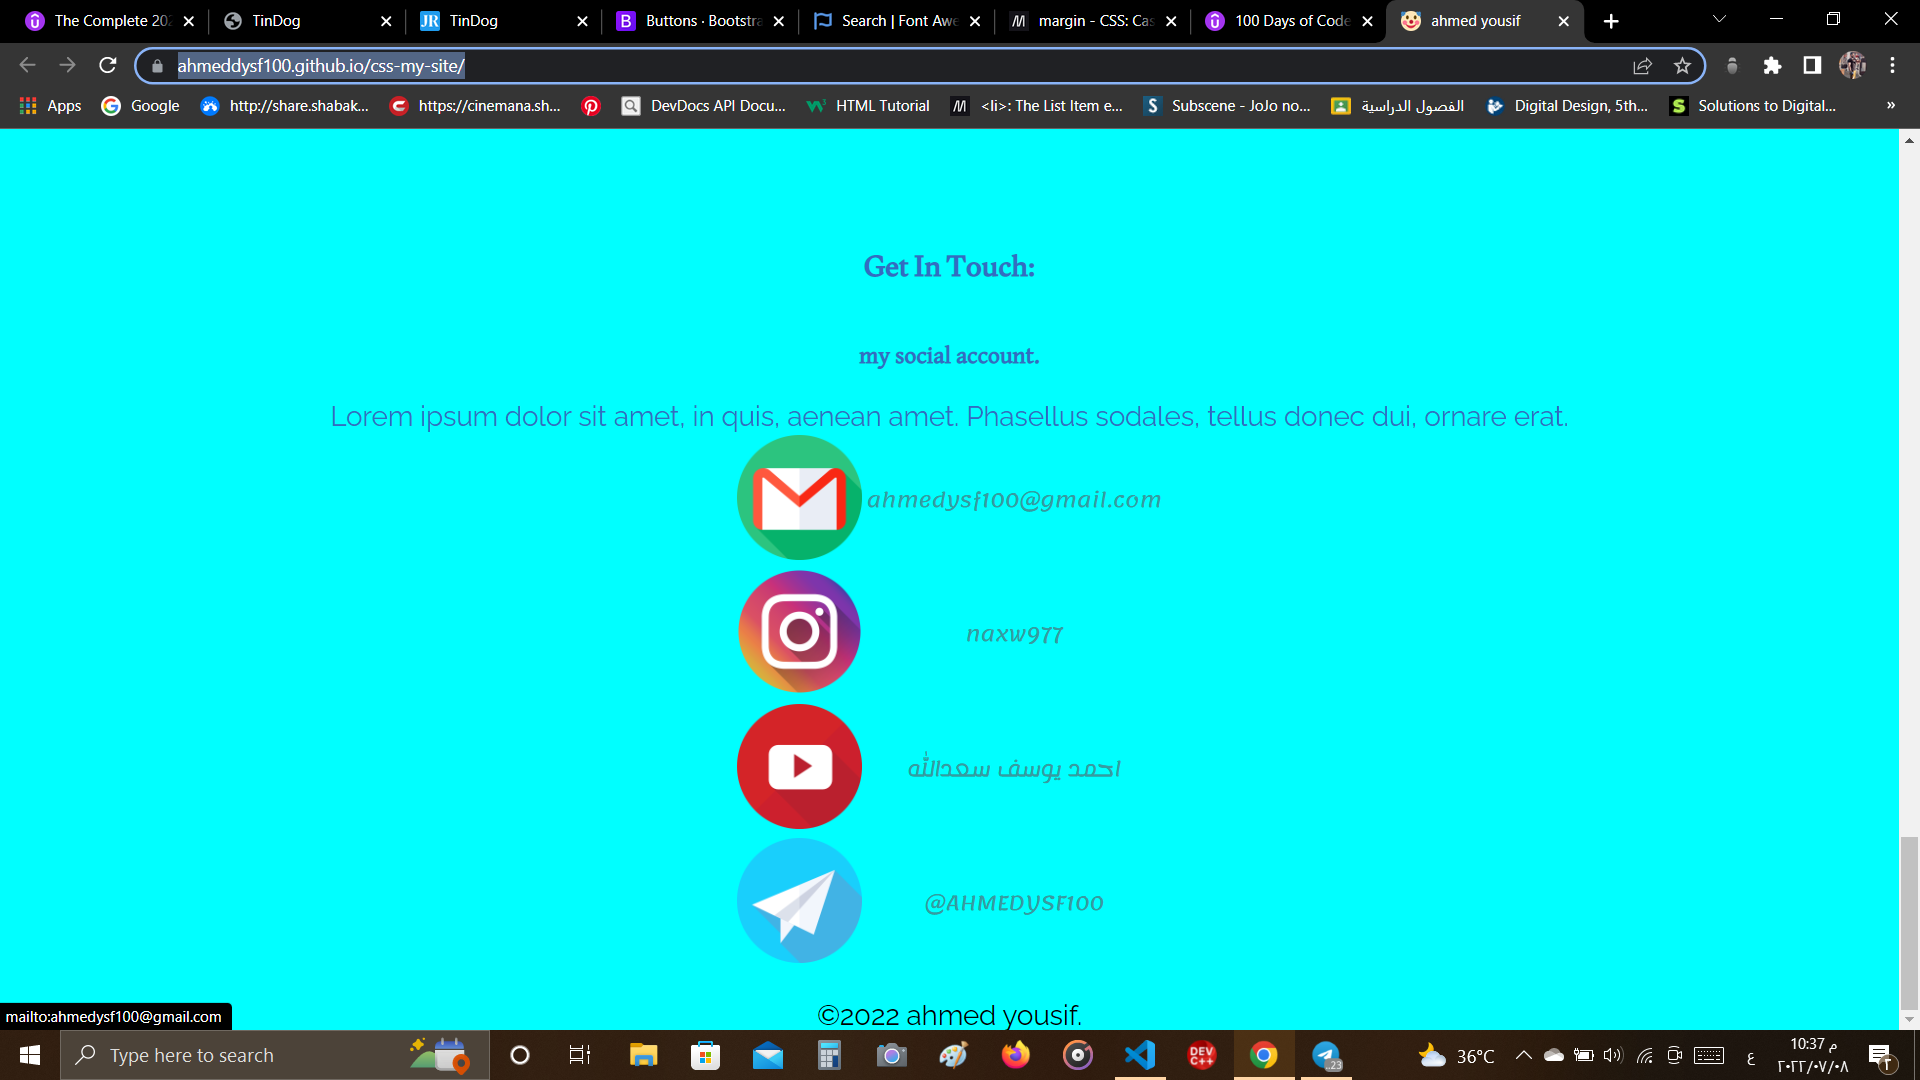 The Complete 202
TinDog
TinDog
Buttons · Bootstra
Search | Font Awe
margin - CSS: Cas
100 Days of Code
ahmed yousif
ahmeddysf100.github.io/css-my-site/
Apps
Google
http://share.shabak...
https://cinemana.sh...
DevDocs API Docu...
HTML Tutorial
<li>: The List Item e...
Subscene - JoJo no...
الفصول الدراسية
Digital Design, 5th...
Solutions to Digital...
»
Get In Touch:
my social account.
Lorem ipsum dolor sit amet, in quis, aenean amet. Phasellus sodales, tellus donec dui, ornare erat.
ahmedysf100@gmail.com
naxw977
احمد يوسف سعدالله
@AHMEDYSF100
©2022 ahmed yousif.
mailto:ahmedysf100@gmail.com
Type here to search
DEV C++
23
36°C
ع
10:37 م
٢٠٢٢/٠٧/٠٨
٢